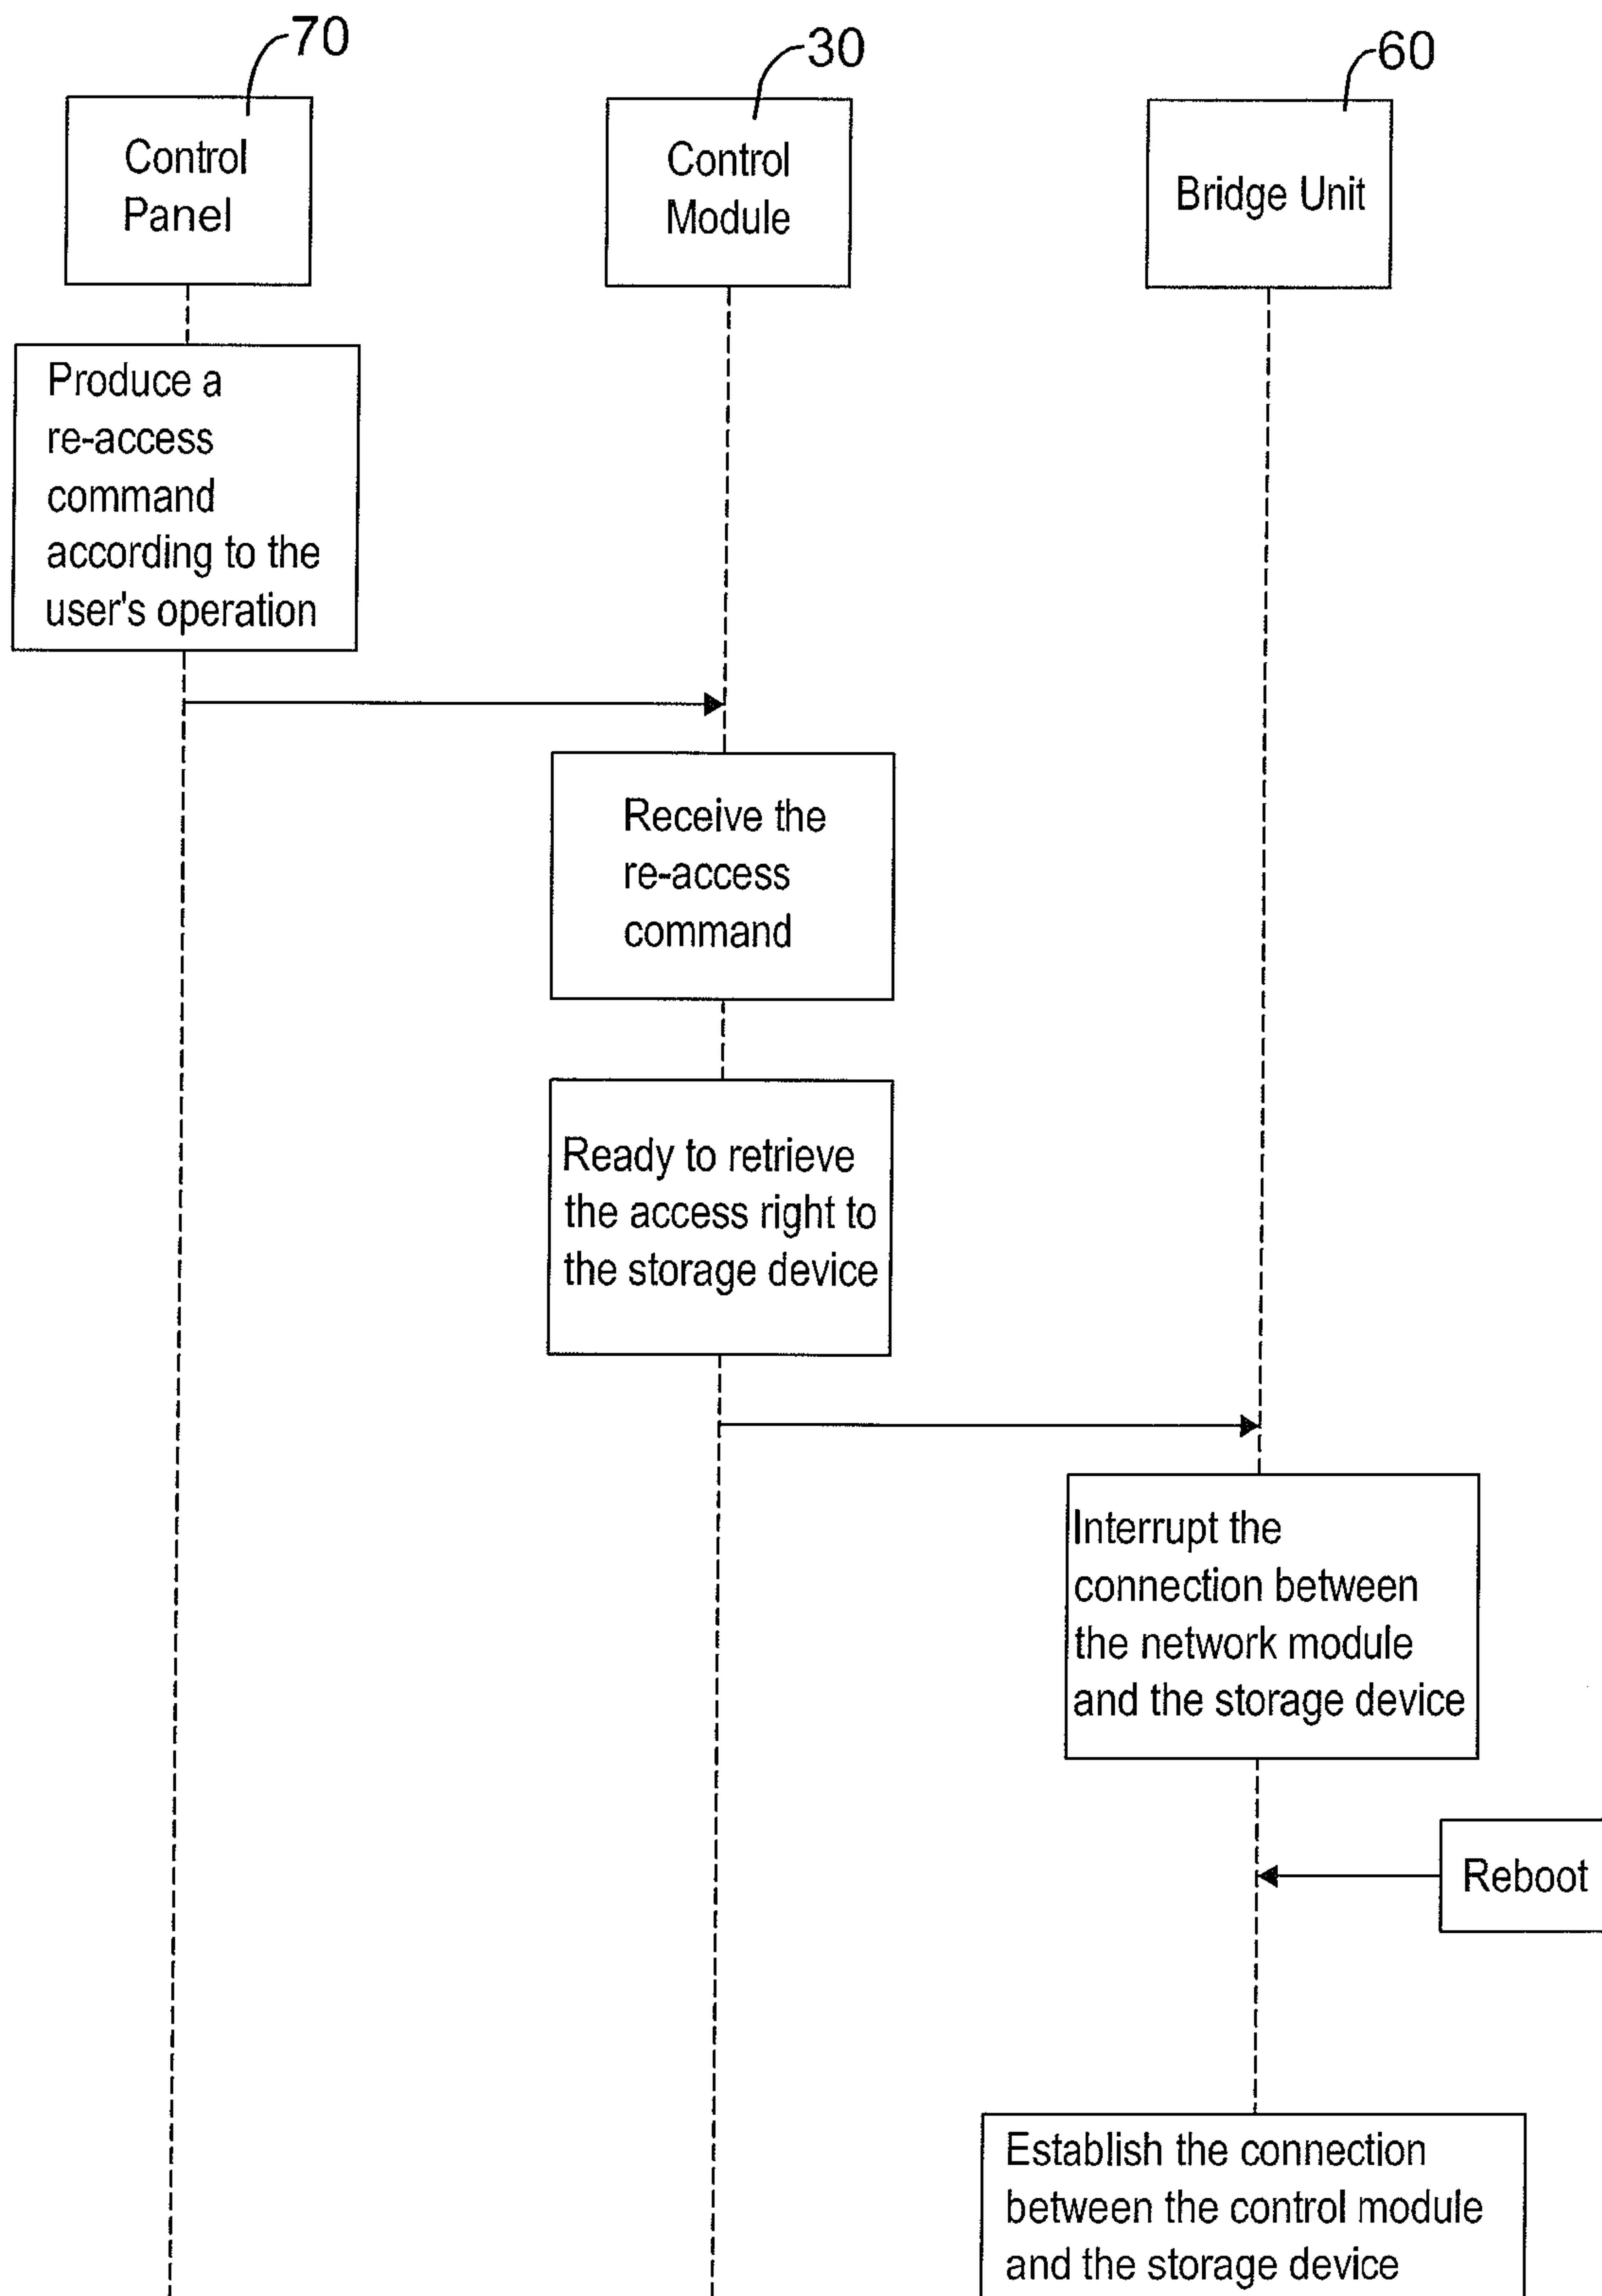 70
30
60
Control
Panel
Control
Module
Bridge Unit
Produce a
re-access
command
according to the
user's operation
Receive the
re-access
command
Ready to retrieve
the access right to
the storage device
Interrupt the
connection between
the network module
and the storage device
Reboot
Establish the connection
between the control module
and the storage device